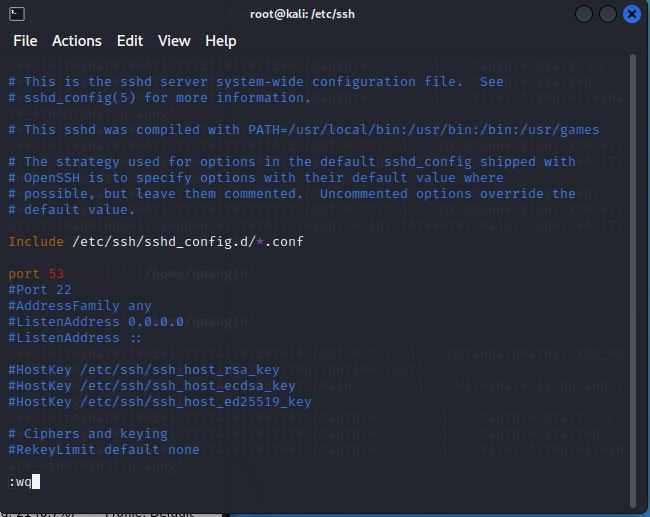 root@kali: /etc/ssh
File Actions Edit View Help
# This is the sshd server system-wide configuration file.  See
# sshd_config(5) for more information.
# This sshd was compiled with PATH=/usr/local/bin:/usr/bin:/bin:/usr/games
# The strategy used for options in the default sshd_config shipped with
# OpenSSH is to specify options with their default value where
# possible, but leave them commented.  Uncommented options override the
# default value.
Include /etc/ssh/sshd_config.d/*.conf
port 53
#Port 22
#AddressFamily any
#ListenAddress 0.0.0.0
#ListenAddress ::
#HostKey /etc/ssh/ssh_host_rsa_key
#HostKey /etc/ssh/ssh_host_ecdsa_key
#HostKey /etc/ssh/ssh_host_ed25519_key
# Ciphers and keying
#RekeyLimit default none
:wq